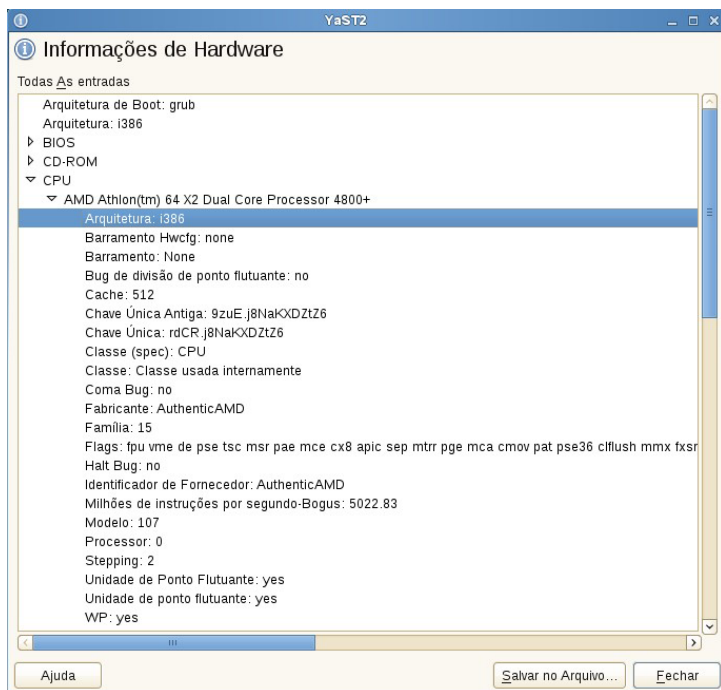 YaST2
Informações de Hardware
Todas As entradas
Arquitetura de Boot: grub
Arquitetura: i386
BIOS
CD-ROM
CPU
AMD Athlon(tm) 64 X2 Dual Core Processor 4800+
Arquitetura: i386
Barramento Hwcfg: none
Barramento: None
Bug de divisão de ponto flutuante: no
Cache: 512
Chave Única Antiga: 9zuE.j8NaKXDZtZ6
Chave Única: rdCR.j8NaKXDZtZ6
Classe (spec): CPU
Classe: Classe usada internamente
Coma Bug: no
Fabricante: AuthenticAMD
Família: 15
Flags: fpu vme de pse tsc msr pae mce cx8 apic sep mtrr pge mca cmov pat pse36 clflush mmx fxsr
Halt Bug: no
Identificador de Fornecedor: AuthenticAMD
Milhões de instruções por segundo-Bogus: 5022.83
Modelo: 107
Processor: 0
Stepping: 2
Unidade de Ponto Flutuante: yes
Unidade de ponto flutuante: yes
WP: yes
Ajuda
Salvar no Arquivo...
Fechar